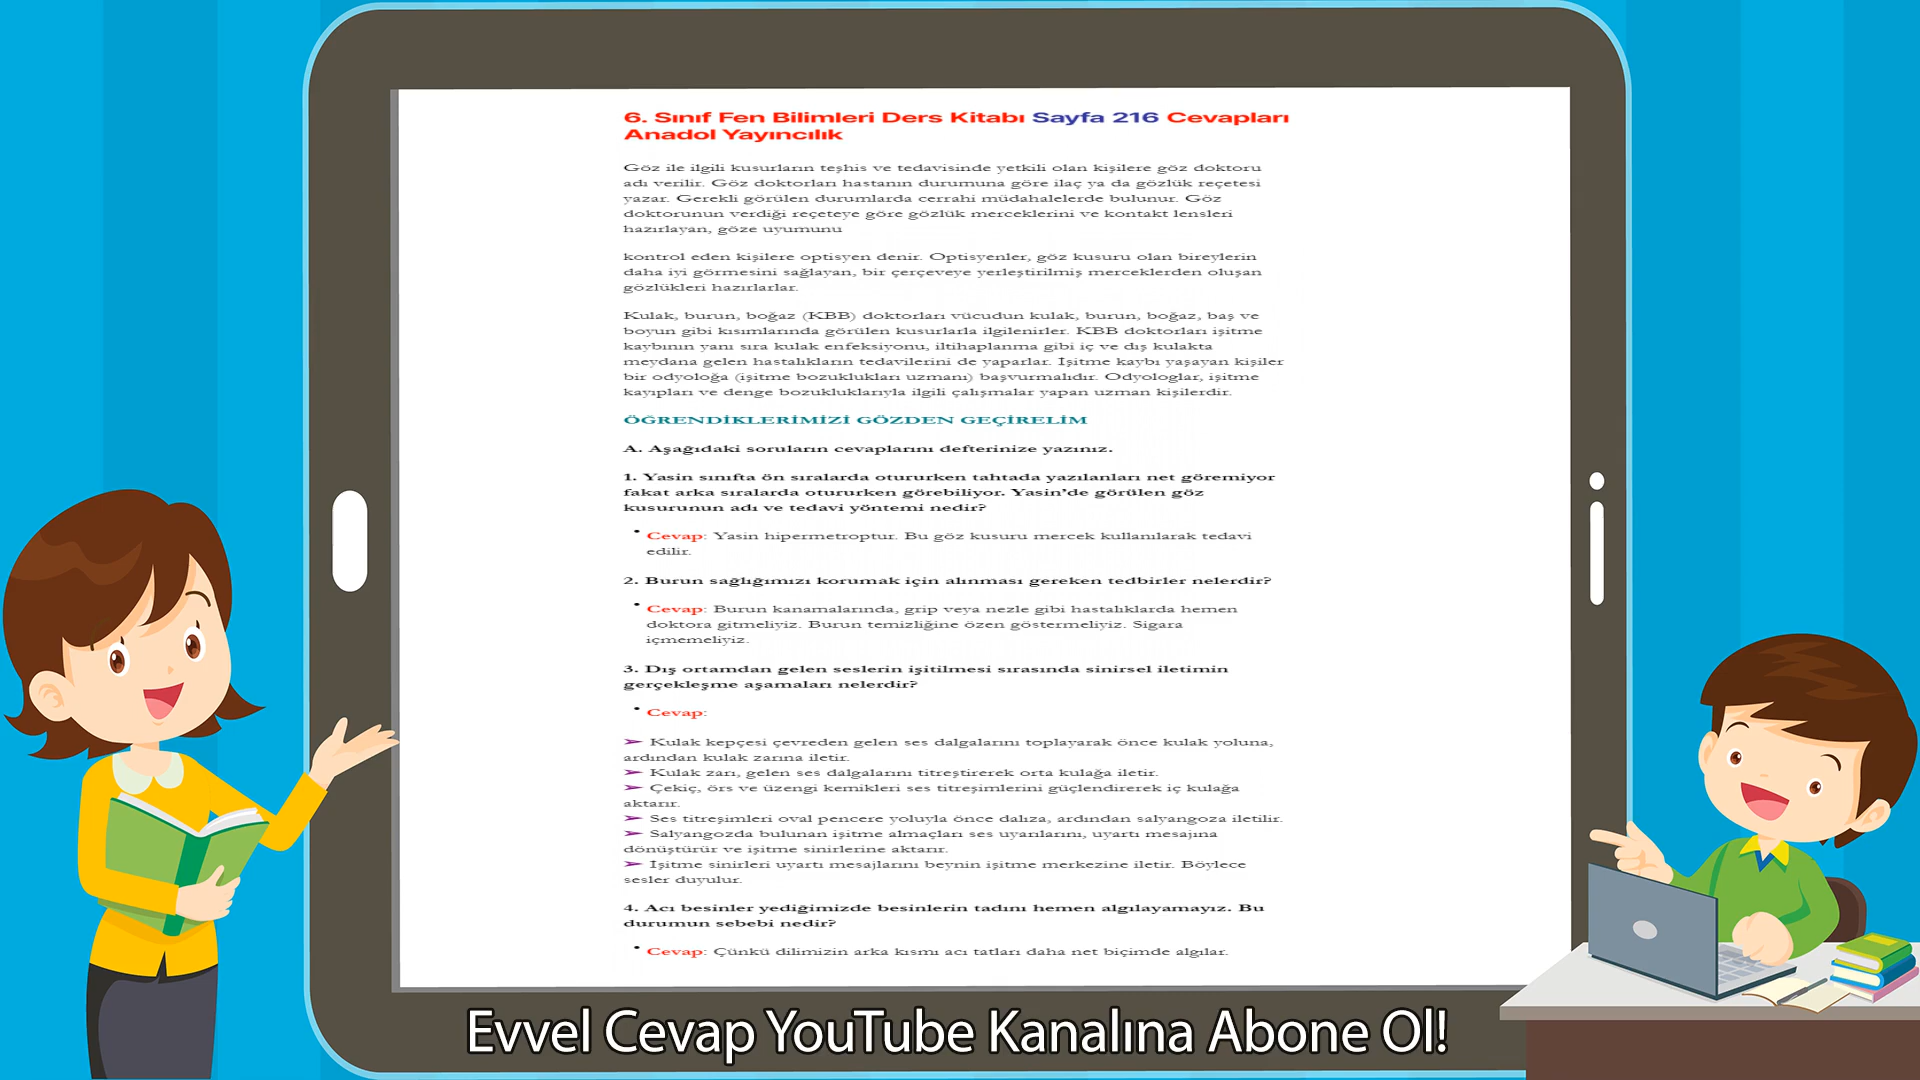 6. Sınıf Fen Bilimleri Ders Kitabı Sayfa 216 Cevapları
Anadol Yayıncılık
Göz ile ilgili kusurların teşhis ve tedavisinde yetkili olan kişilere göz doktoru
adı verilir. Göz doktorları hastanın durumuna göre ilaç ya da gözlük reçetesi
yazar. Gerekli görülen durumlarda cerrahi müdahalelerde bulunur. Göz
doktorunun verdiği reçeteye göre gözlük merceklerini ve kontakt lensleri
hazırlayan, göze uyumunu
kontrol eden kişilere optisyen denir. Optisyenler, göz kusuru olan bireylerin
daha iyi görmesini sağlayan, bir çerçeveye yerleştirilmiş merceklerden oluşan
gözlükleri hazırlarlar.
Kulak, burun, boğaz (KBB) doktorları vücudun kulak, burun, boğaz, baş ve
boyun gibi kısımlarında görülen kusurlarla ilgilenirler. KBB doktorları işitme
kaybının yanı sıra kulak enfeksiyonu, iltihaplanma gibi iç ve dış kulakta
meydana gelen hastalıkların tedavilerini de yaparlar. İşitme kaybı yaşayan kişiler
bir odyoloğa (işitme bozuklukları uzmanı) başvurmalıdır. Odyologlar, işitme
kayıpları ve denge bozukluklarıyla ilgili çalışmalar yapan uzman kişilerdir.
ÖĞRENDİKLERİMİZİ GÖZDEN GEÇİRELİM
A. Aşağıdaki soruların cevaplarını defterinize yazınız.
1. Yasin sınıfta ön sıralarda otururken tahtada yazılanları net göremiyor
fakat arka sıralarda otururken görebiliyor. Yasin’de görülen göz
kusurunun adı ve tedavi yöntemi nedir?
• Cevap: Yasin hipermetroptur. Bu göz kusuru mercek kullanılarak tedavi
edilir.
2. Burun sağlığımızı korumak için alınması gereken tedbirler nelerdir?
• Cevap: Burun kanamalarında, grip veya nezle gibi hastalıklarda hemen
doktora gitmeliyiz. Burun temizliğine özen göstermeliyiz. Sigara
içmemeliyiz.
3. Dış ortamdan gelen seslerin işitilmesi sırasında sinirsel iletimin
gerçekleşme aşamaları nelerdir?
• Cevap:
➢ Kulak kepçesi çevreden gelen ses dalgalarını toplayarak önce kulak yoluna,
ardından kulak zarına iletir.
➢ Kulak zarı, gelen ses dalgalarını titreştirerek orta kulağa iletir.
➢ Çekiç, örs ve üzengi kemikleri ses titreşimlerini güçlendirerek iç kulağa
aktarır.
➢ Ses titreşimleri oval pencere yoluyla önce dalıza, ardından salyangoza iletilir.
➢ Salyangozda bulunan işitme almaçları ses uyarılarını, uyartı mesajına
dönüştürür ve işitme sinirlerine aktarır.
➢ İşitme sinirleri uyartı mesajlarını beynin işitme merkezine iletir. Böylece
sesler duyulur.
4. Acı besinler yediğimizde besinlerin tadını hemen algılayamayız. Bu
durumun sebebi nedir?
• Cevap: Çünkü dilimizin arka kısmı acı tatları daha net biçimde algılar.
Evvel Cevap YouTube Kanalına Abone Ol!